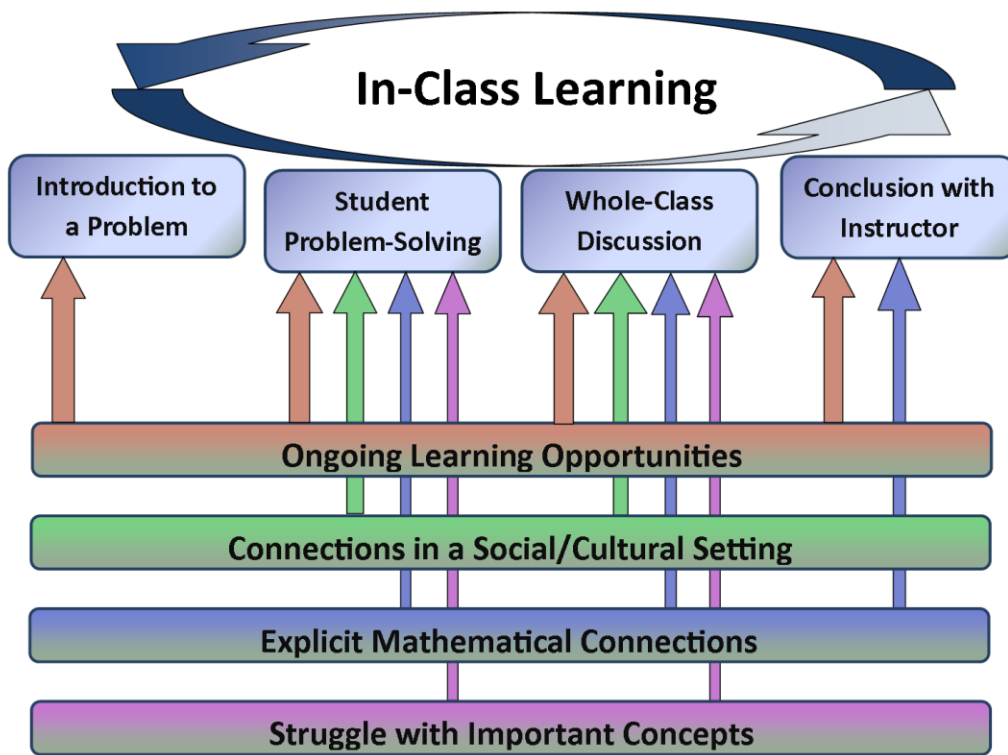 In-Class Learning
Introduction to
a Problem
Student
Problem-Solving
Whole-Class
Discussion
Conclusion with
Instructor
Ongoing Learning Opportunities
Connections in a Social/Cultural Setting
Explicit Mathematical Connections
Struggle with Important Concepts